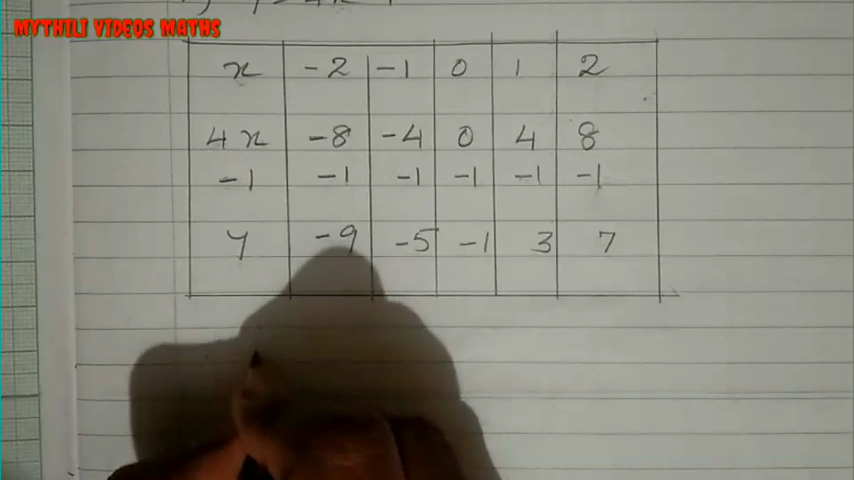 MYTHILI VIDEOS MATHS
x -2 -1 0 1 2
4x -8 -4 0 4 8
-1 -1 -1 -1 -1 -1
y -9 -5 -1 3 7